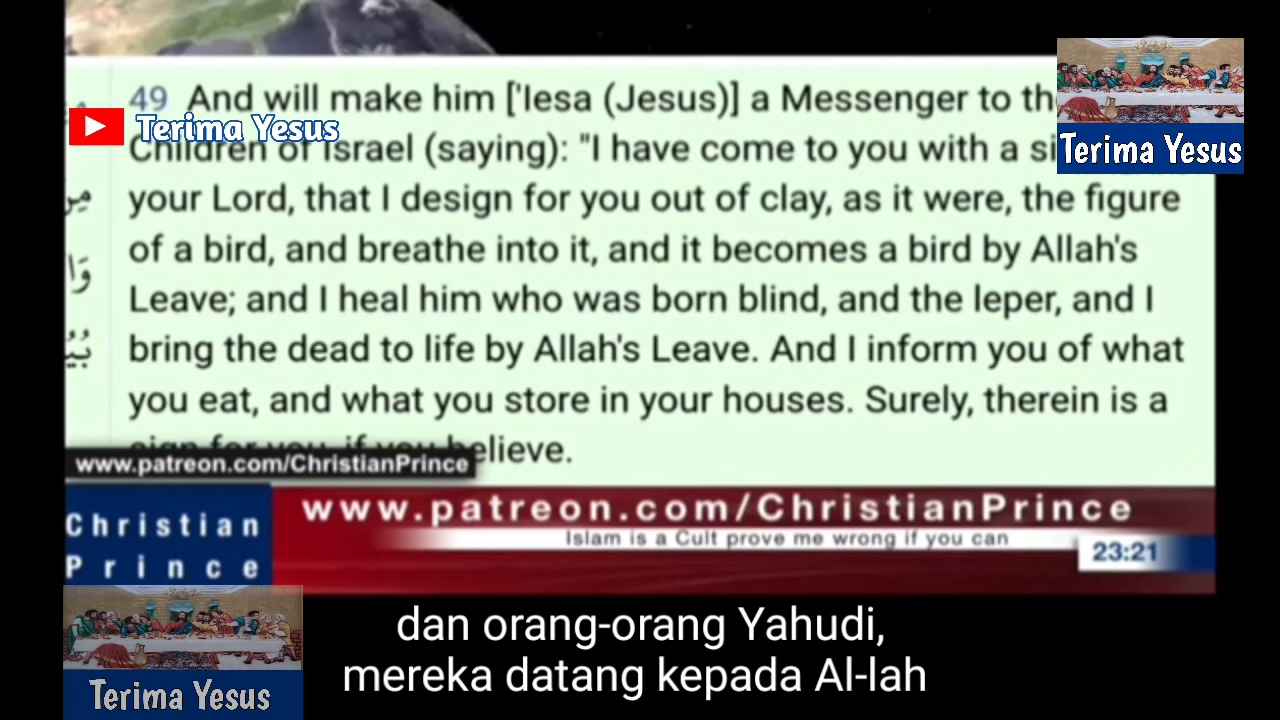 49 And will make him ['Iesa (Jesus)] a Messenger to th
Terima Yesus
Terima Yesus
Children of Israel (saying): "I have come to you with a si
your Lord, that I design for you out of clay, as it were, the figure
مِن
of a bird, and breathe into it, and it becomes a bird by Allah's
وَا
Leave; and I heal him who was born blind, and the leper, and I
bring the dead to life by Allah's Leave. And I inform you of what
you eat, and what you store in your houses. Surely, therein is a
sign for you, if you believe.
www.patreon.com/ChristianPrince
www.patreon.com/ChristianPrince
Islam is a Cult prove me wrong if you can
Christian
Prince
23:21
dan orang-orang Yahudi,
mereka datang kepada Al-lah
Terima Yesus